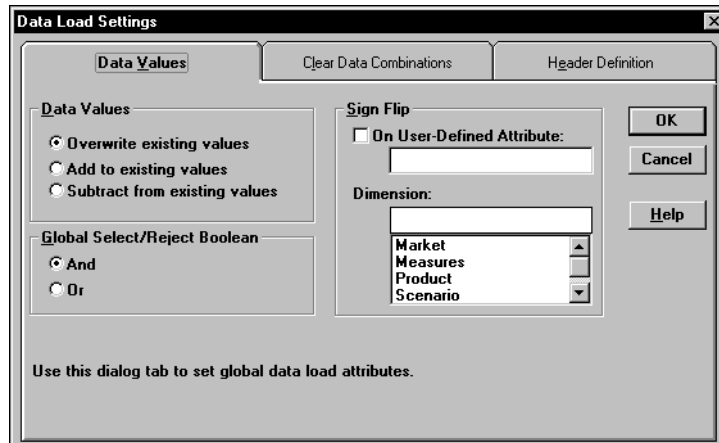 Data Load Settings
Data Values
Clear Data Combinations
Header Definition
Data Values
Overwrite existing values
Add to existing values
Subtract from existing values
Global Select/Reject Boolean
And
Or
Sign Flip
On User-Defined Attribute:
Dimension:
Market
Measures
Product
Scenario
OK
Cancel
Help
Use this dialog tab to set global data load attributes.